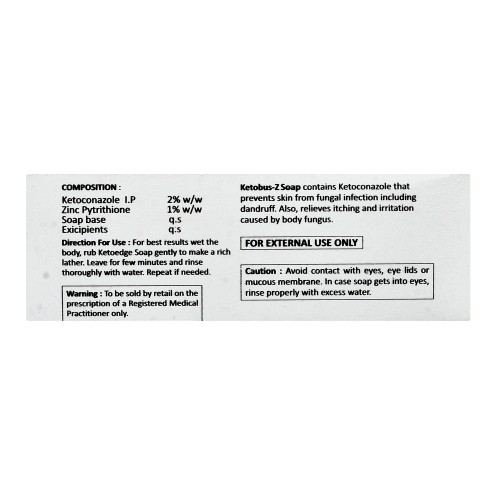 COMPOSITION :
Ketoconazole I.P 2% w/w
Zinc Pytrithione 1% w/w
Soap base q.s
Exicipients q.s
Direction For Use : For best results wet the
body, rub Ketoedge Soap gently to make a rich
lather. Leave for few minutes and rinse
thoroughly with water. Repeat if needed.
Warning : To be sold by retail on the
prescription of a Registered Medical
Practitioner only.
Ketobus-Z Soap contains Ketoconazole that
prevents skin from fungal infection including
dandruff. Also, relieves itching and irritation
caused by body fungus.
FOR EXTERNAL USE ONLY
Caution : Avoid contact with eyes, eye lids or
mucous membrane. In case soap gets into eyes,
rinse properly with excess water.